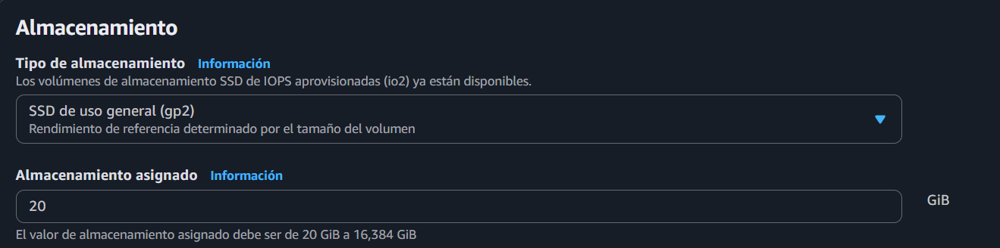 Almacenamiento
Tipo de almacenamiento Información
Los volúmenes de almacenamiento SSD de IOPS aprovisionadas (io2) ya están disponibles.
SSD de uso general (gp2)
Rendimiento de referencia determinado por el tamaño del volumen
Almacenamiento asignado Información
20 GiB
El valor de almacenamiento asignado debe ser de 20 GiB a 16,384 GiB